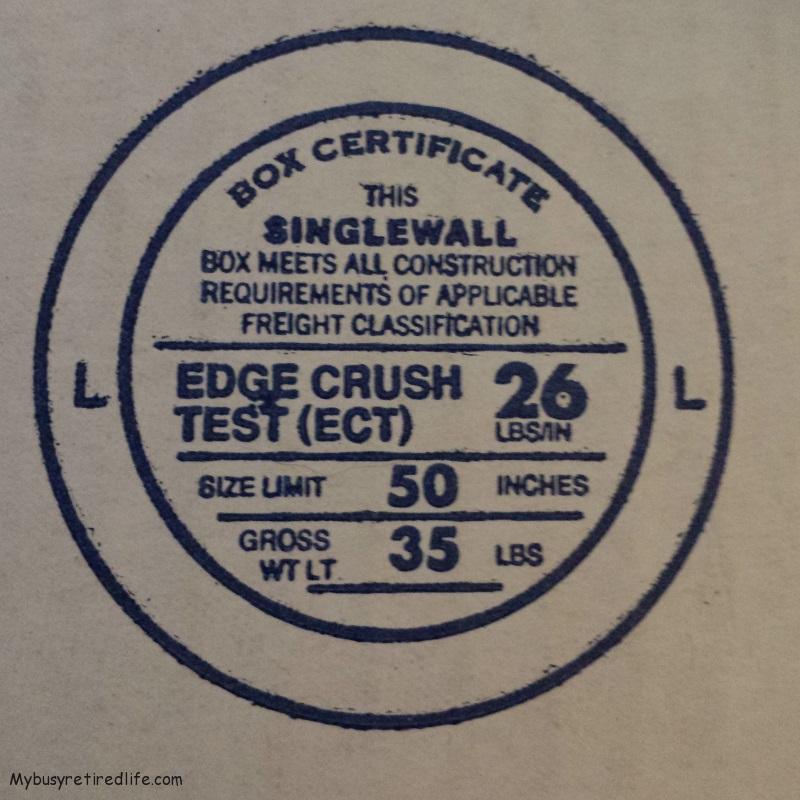 BOX CERTIFICATE
THIS
SINGLEWALL
BOX MEETS ALL CONSTRUCTION
REQUIREMENTS OF APPLICABLE
FREIGHT CLASSIFICATION
L
EDGE CRUSH
TEST (ECT)
26
LBS/IN
L
SIZE LIMIT 50 INCHES
GROSS
WT LT
35 LBS
Mybusyretiredlife.com